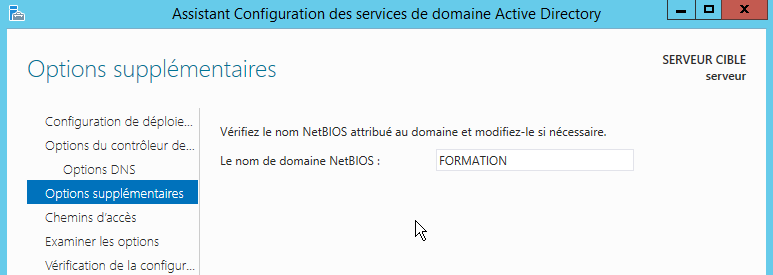 Assistant Configuration des services de domaine Active Directory
Options supplémentaires
SERVEUR CIBLE
serveur
Configuration de déploie...
Options du contrôleur de...
Options DNS
Options supplémentaires
Chemins d'accès
Examiner les options
Vérification de la configur...
Vérifiez le nom NetBIOS attribué au domaine et modifiez-le si nécessaire.
Le nom de domaine NetBIOS :
FORMATION